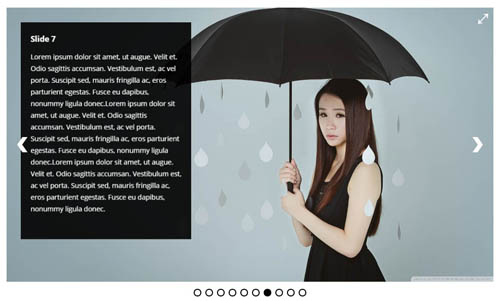 Slide 7
Lorem ipsum dolor sit amet, ut augue. Velit et.
Odio sagittis accumsan. Vestibulum est, ac vel
porta. Suscipit sed, mauris fringilla ac, eros
parturient egestas. Fusce eu dapibus,
nonummy ligula donec.Lorem ipsum dolor sit
amet, ut augue. Velit et. Odio sagittis
accumsan. Vestibulum est, ac vel porta.
Suscipit sed, mauris fringilla ac, eros parturient
egestas. Fusce eu dapibus, nonummy ligula
donec.Lorem ipsum dolor sit amet, ut augue.
Velit et. Odio sagittis accumsan. Vestibulum
est, ac vel porta. Suscipit sed, mauris fringilla ac,
eros parturient egestas. Fusce eu dapibus,
nonummy ligula donec.